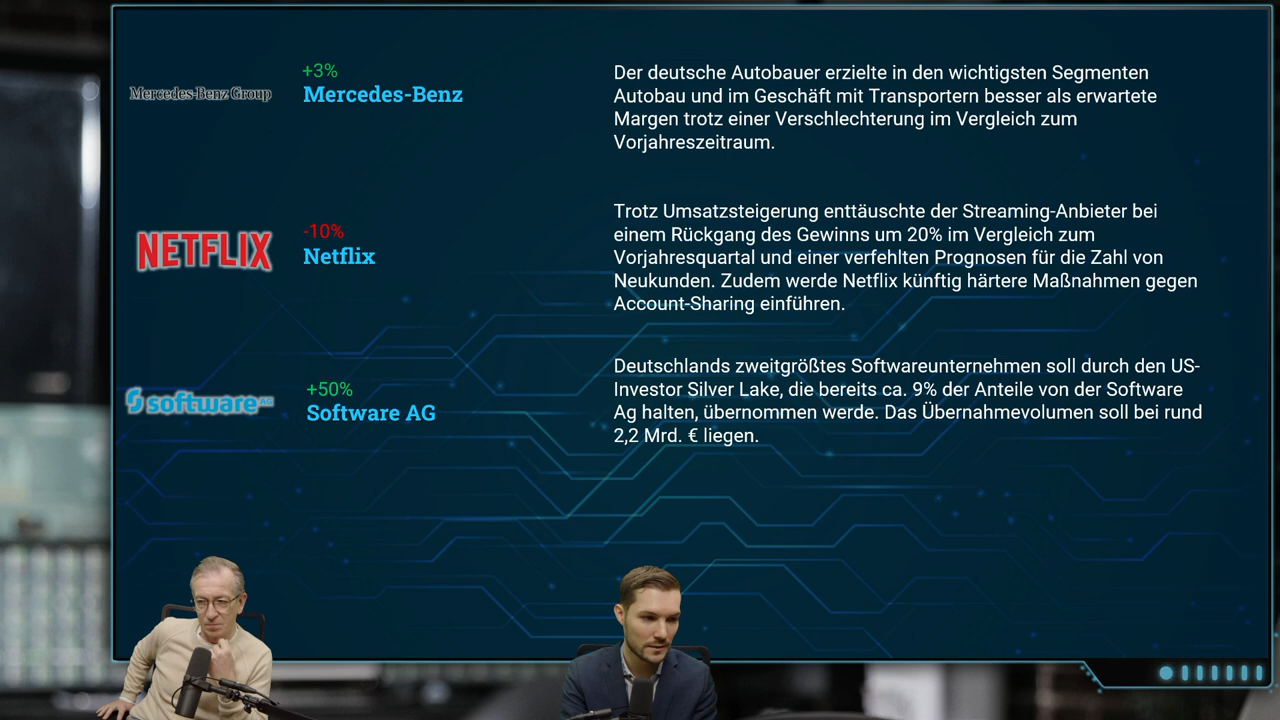 Mercedes-Benz Group
+3%
Mercedes-Benz
Der deutsche Autobauer erzielte in den wichtigsten Segmenten
Autobau und im Geschäft mit Transportern besser als erwartete
Margen trotz einer Verschlechterung im Vergleich zum
Vorjahreszeitraum.
NETFLIX
-10%
Netflix
Trotz Umsatzsteigerung enttäuschte der Streaming-Anbieter bei
einem Rückgang des Gewinns um 20% im Vergleich zum
Vorjahresquartal und einer verfehlten Prognosen für die Zahl von
Neukunden. Zudem werde Netflix künftig härtere Maßnahmen gegen
Account-Sharing einführen.
software AG
+50%
Software AG
Deutschlands zweitgrößtes Softwareunternehmen soll durch den US-
Investor Silver Lake, die bereits ca. 9% der Anteile von der Software
Ag halten, übernommen werde. Das Übernahmevolumen soll bei rund
2,2 Mrd. € liegen.